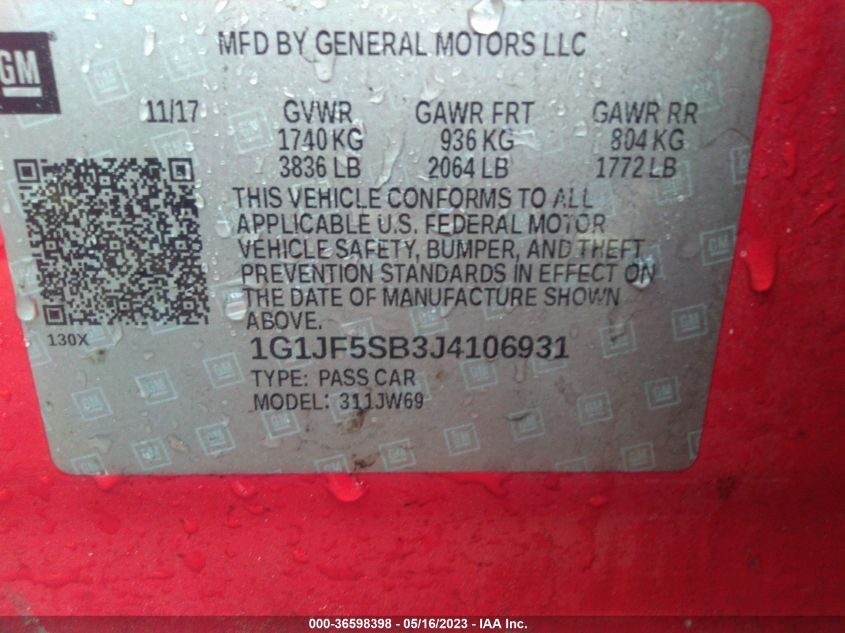 GM
MFD BY GENERAL MOTORS LLC
11/17 GVWR GAWR FRT GAWR RR
1740 KG 936 KG 804 KG
3836 LB 2064 LB 1772 LB
THIS VEHICLE CONFORMS TO ALL
APPLICABLE U.S. FEDERAL MOTOR
VEHICLE SAFETY, BUMPER, AND THEFT
PREVENTION STANDARDS IN EFFECT ON
THE DATE OF MANUFACTURE SHOWN
ABOVE.
130X
1G1JF5SB3J4106931
TYPE: PASS CAR
MODEL: 311JW69
000-36598398 - 05/16/2023 - IAA Inc.